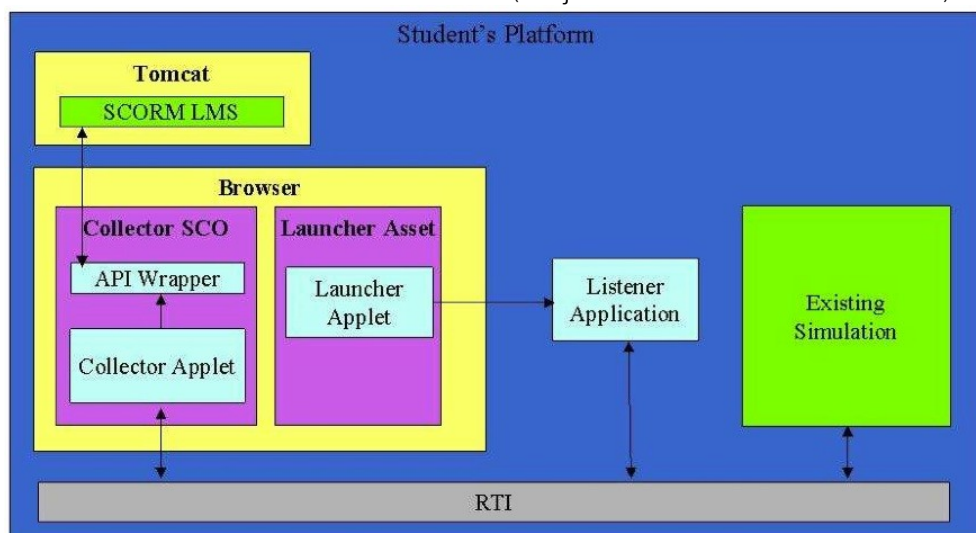 Student's Platform
Tomcat
SCORM LMS
Browser
Collector SCO
Launcher Asset
API Wrapper
Launcher
Applet
Listener
Application
Existing
Simulation
Collector Applet
RTI